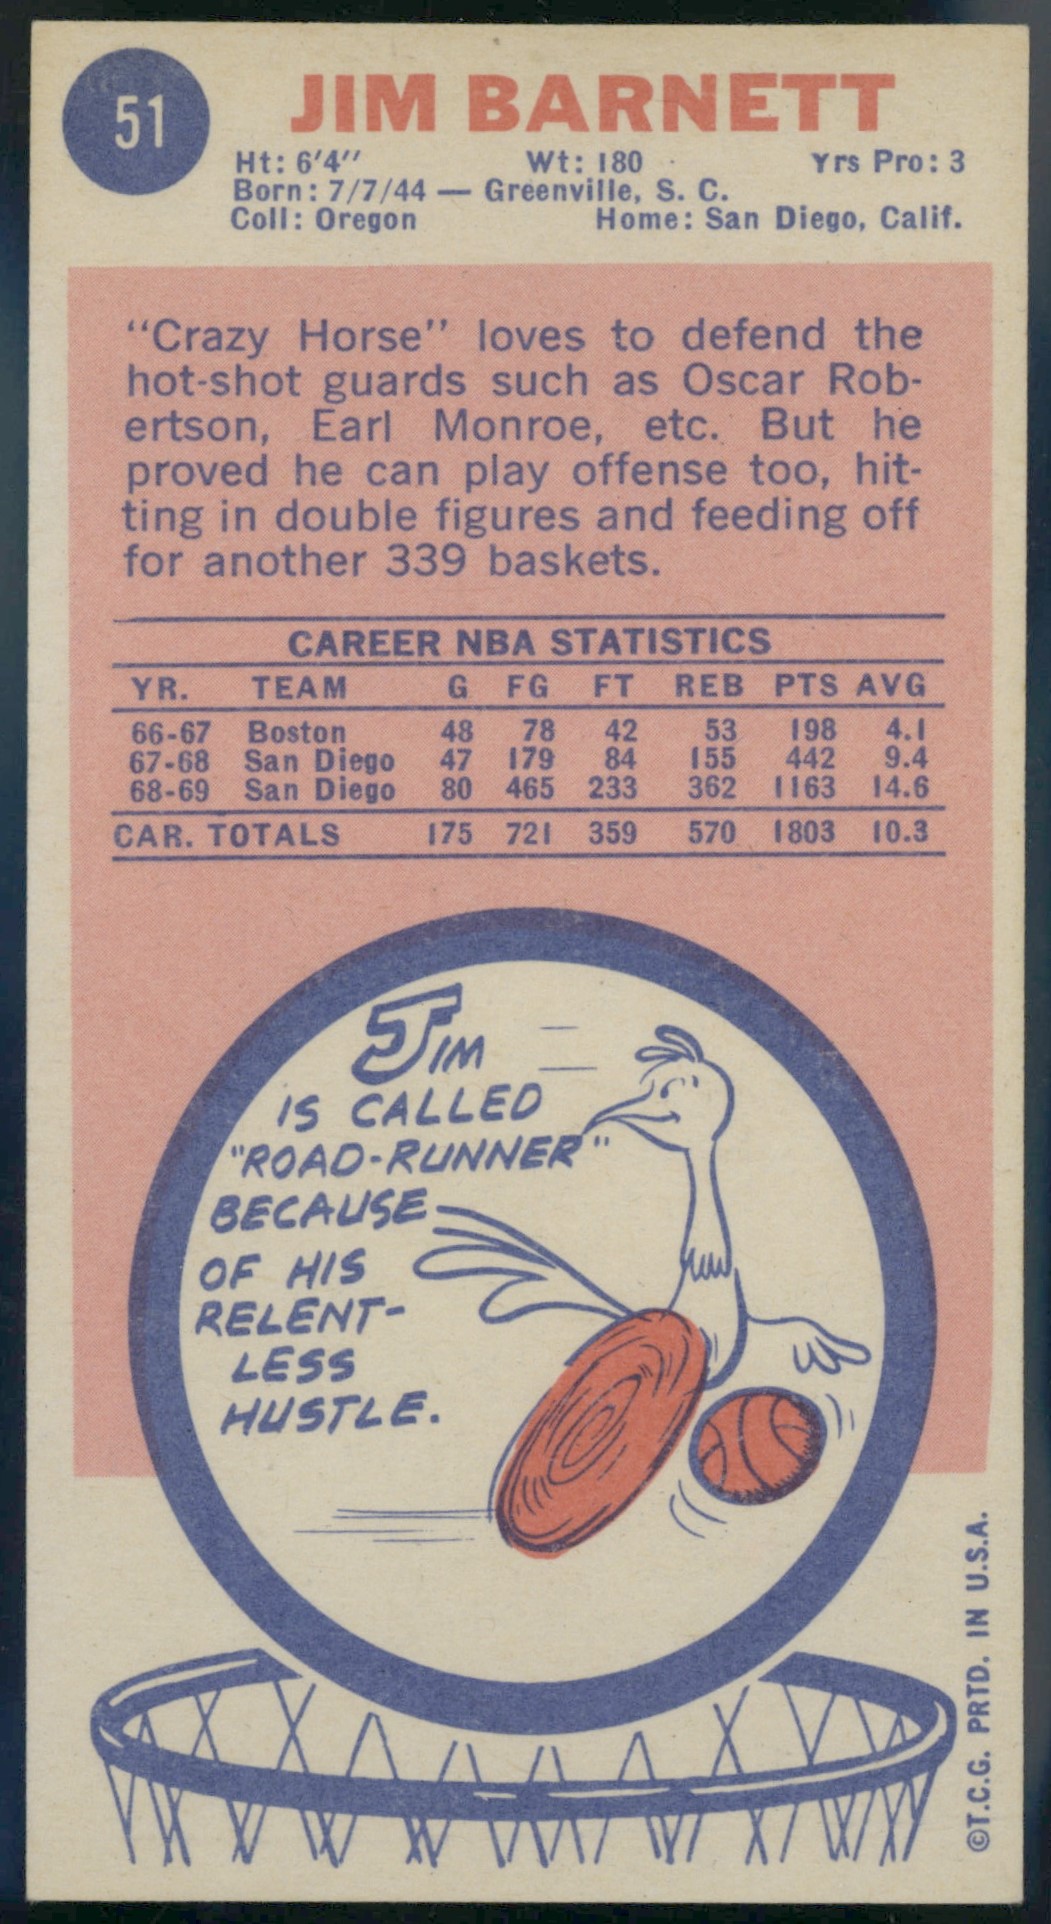 51
JIM BARNETT
Ht: 6'4" Wt: 180 Yrs Pro: 3
Born: 7/7/44 — Greenville, S. C.
Coll: Oregon Home: San Diego, Calif.
"Crazy Horse" loves to defend the
hot-shot guards such as Oscar Rob-
ertson, Earl Monroe, etc. But he
proved he can play offense too, hit-
ting in double figures and feeding off
for another 339 baskets.
CAREER NBA STATISTICS
YR. TEAM G FG FT REB PTS AVG
66-67 Boston 48 78 42 53 198 4.1
67-68 San Diego 47 179 84 155 442 9.4
68-69 San Diego 80 465 233 362 1163 14.6
CAR. TOTALS 175 721 359 570 1803 10.3
JIM
IS CALLED
"ROAD-RUNNER"
BECAUSE
OF HIS
RELENT-
LESS
HUSTLE.
©T.C.G. PRTD. IN U.S.A.